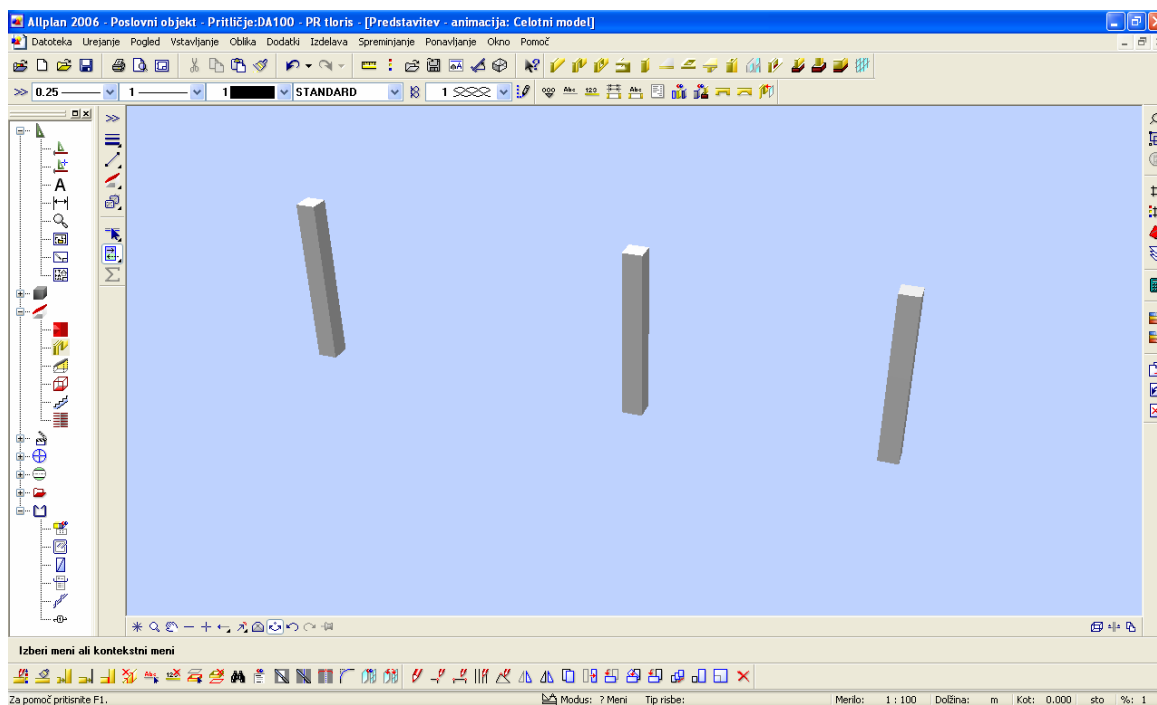 Allplan 2006 - Poslovni objekt - Pritličje:DA100 - PR tloris - [Predstavitev - animacija: Celotni model]
Datoteka Urejanje Pogled Vstavljanje Oblika Dodatki Izdelava Spreminjanje Ponavljanje Okno Pomoč
0.25 1 1 STANDARD 1
Izberi meni ali kontekstni meni
Za pomoč pritisnite F1. Modus: ? Meni Tip risbe: Merilo: 1 : 100 Dolžina: m Kot: 0.000 sto %: 1